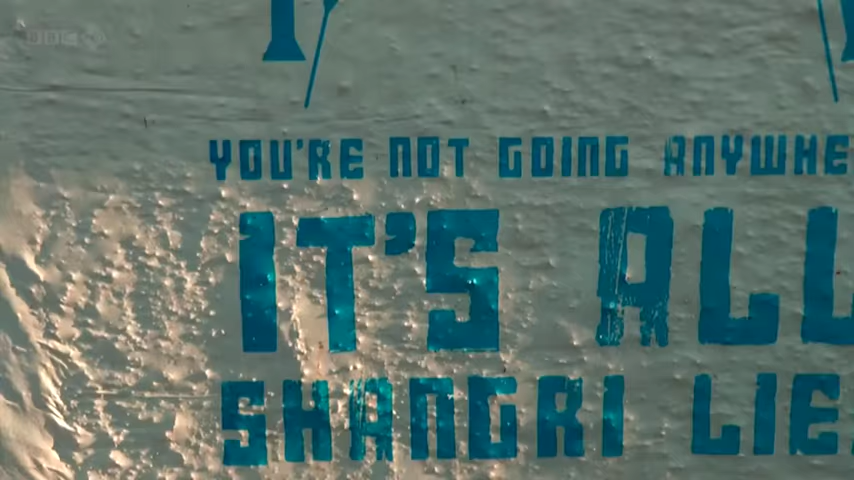 BBC
YOU'RE NOT GOING ANYWHE
IT'S ALL
SHANGRI LIE